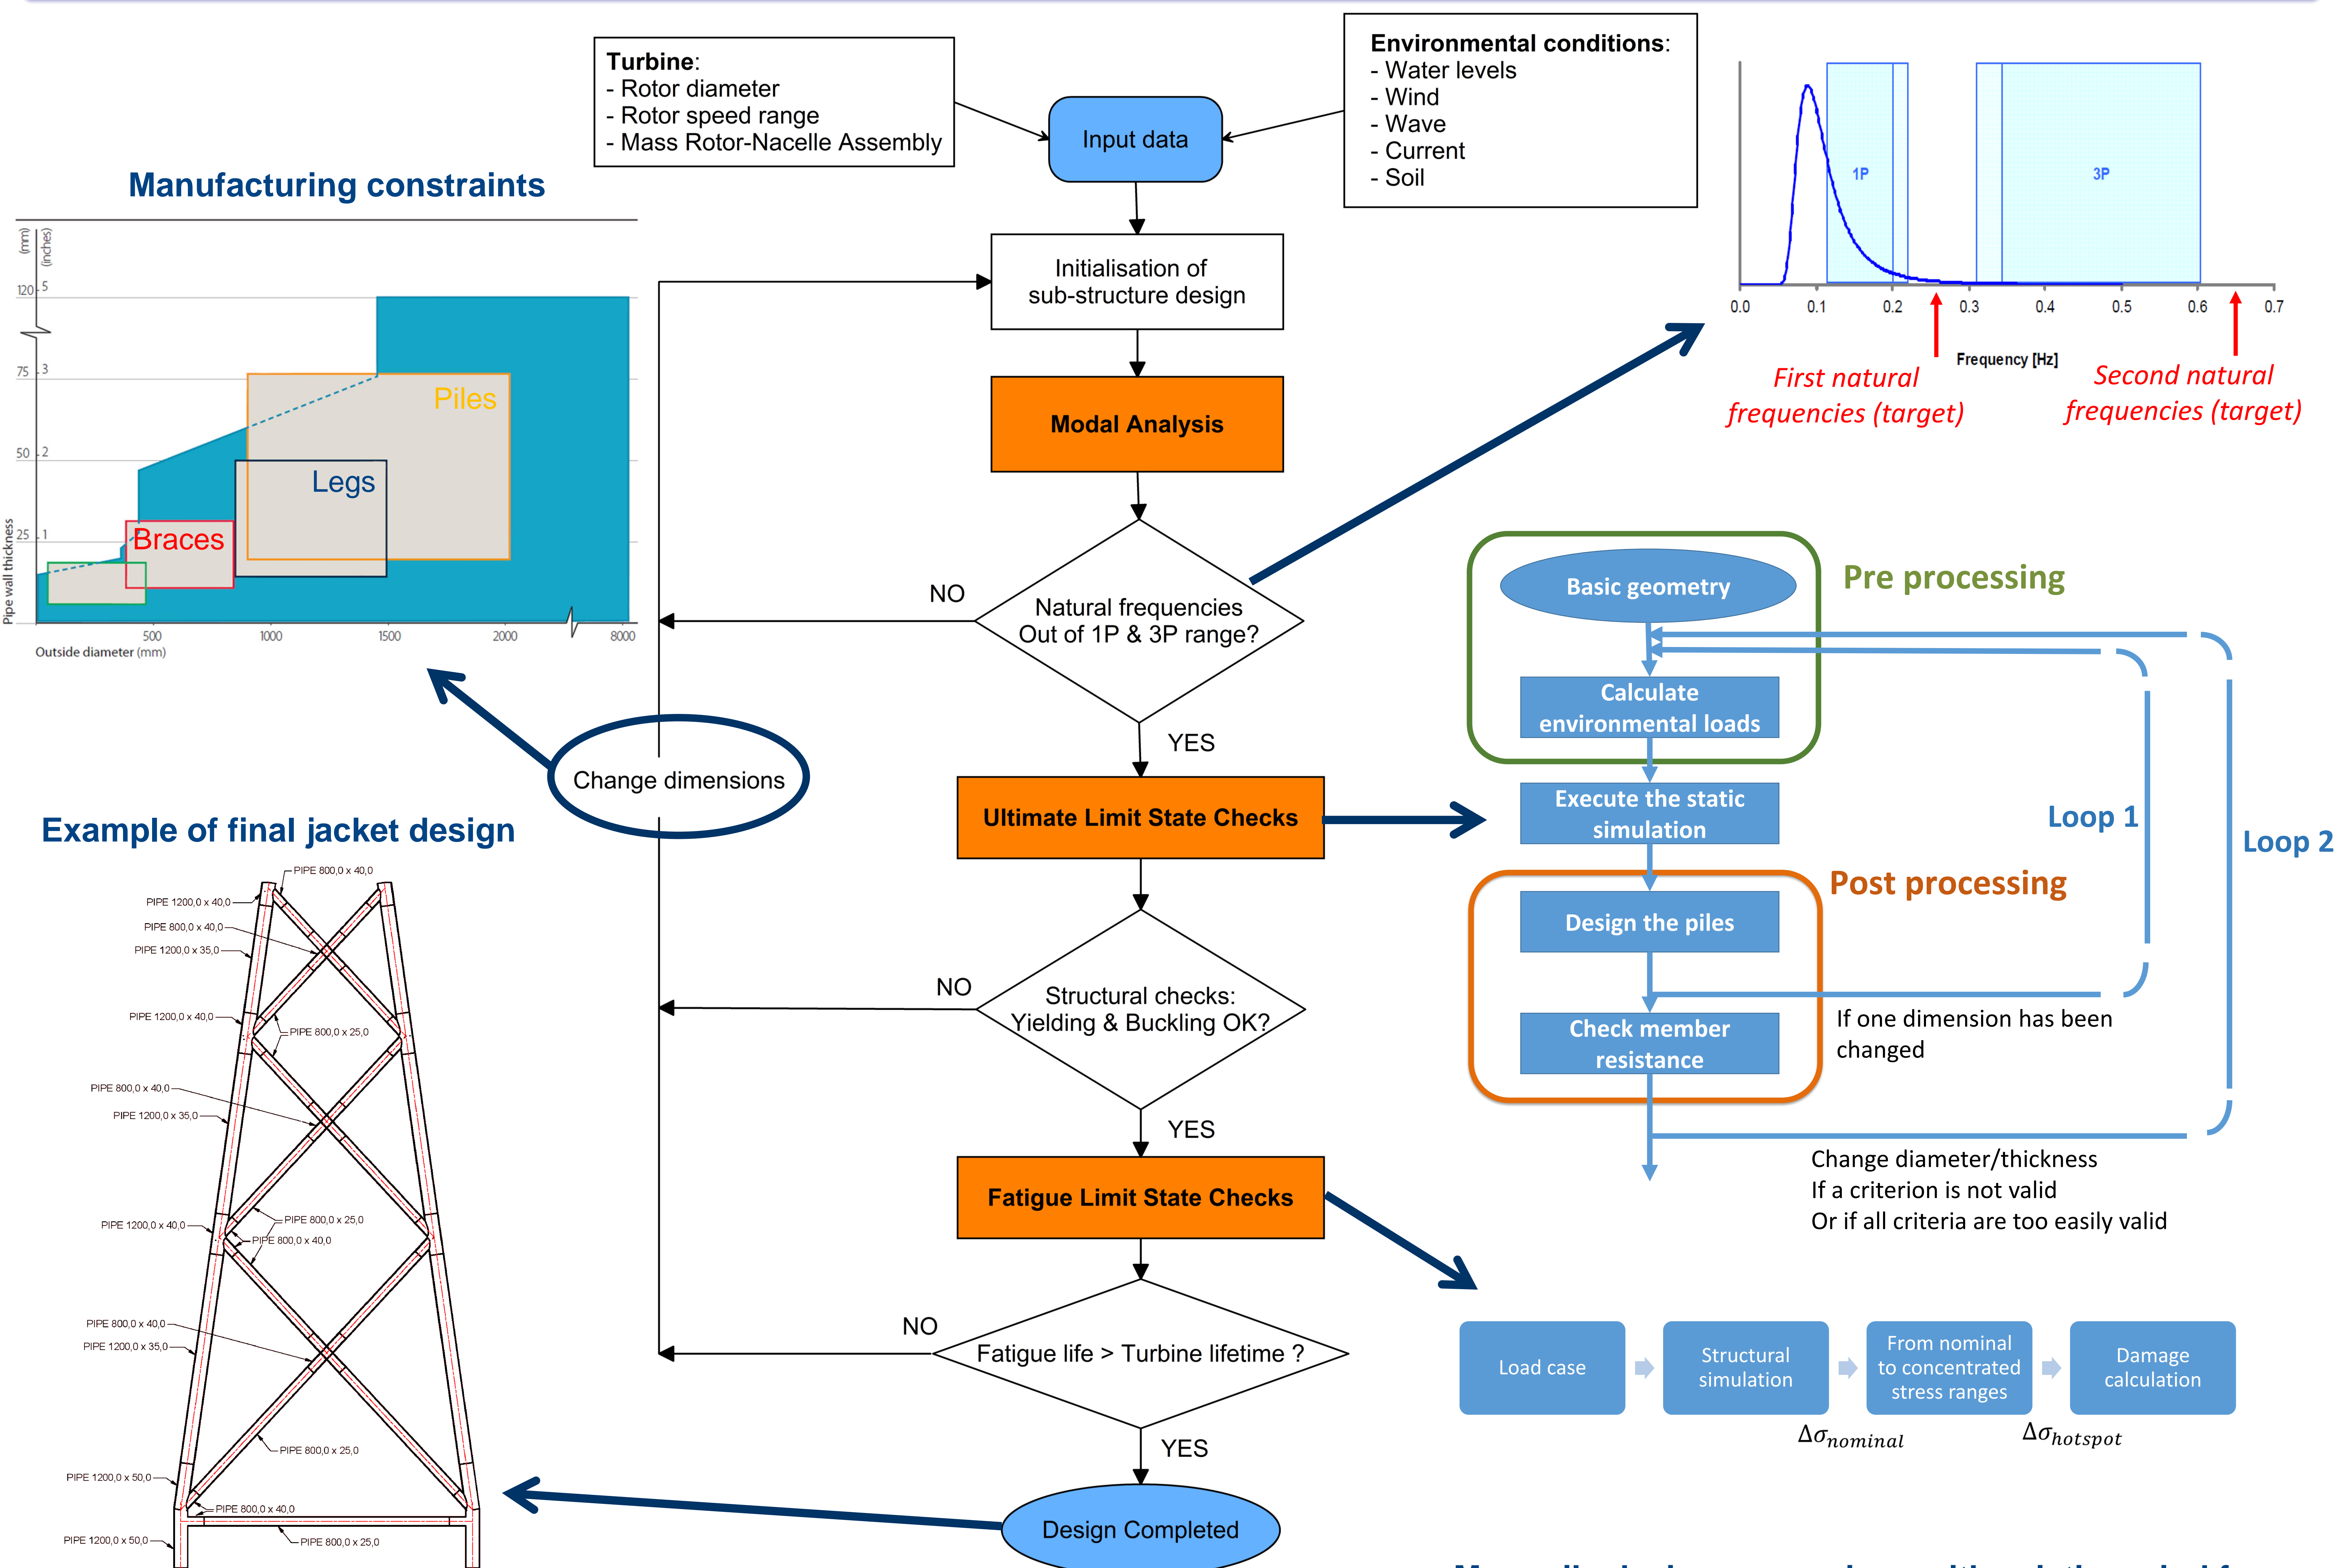 Turbine:
- Rotor diameter
- Rotor speed range
- Mass Rotor-Nacelle Assembly
Input data
Environmental conditions:
- Water levels
- Wind
- Wave
- Current
- Soil
1P
3P
0.0 0.1 0.2 0.3 0.4 0.5 0.6 0.7
Frequency [Hz]
First natural
frequencies (target)
Second natural
frequencies (target)
Manufacturing constraints
(mm)
(inches)
120 5
75 3
50 2
25 1
Pipe wall thickness
Piles
Legs
Braces
500 1000 1500 2000 8000
Outside diameter (mm)
Initialisation of
sub-structure design
Modal Analysis
Natural frequencies
Out of 1P & 3P range?
NO
YES
Change dimensions
Ultimate Limit State Checks
Structural checks:
Yielding & Buckling OK?
NO
YES
Fatigue Limit State Checks
Fatigue life > Turbine lifetime ?
NO
YES
Design Completed
Pre processing
Basic geometry
Calculate
environmental loads
Execute the static
simulation
Post processing
Design the piles
Check member
resistance
Loop 1
Loop 2
If one dimension has been
changed
Change diameter/thickness
If a criterion is not valid
Or if all criteria are too easily valid
Load case
Structural
simulation
From nominal
to concentrated
stress ranges
Damage
calculation
Δσnominal
Δσhotspot
Example of final jacket design
PIPE 800,0 x 40,0
PIPE 1200,0 x 40,0
PIPE 800,0 x 40,0
PIPE 1200,0 x 35,0
PIPE 1200,0 x 40,0
PIPE 800,0 x 25,0
PIPE 800,0 x 40,0
PIPE 1200,0 x 35,0
PIPE 1200,0 x 40,0
PIPE 800,0 x 25,0
PIPE 800,0 x 40,0
PIPE 800,0 x 40,0
PIPE 1200,0 x 35,0
PIPE 800,0 x 25,0
PIPE 1200,0 x 50,0
PIPE 800,0 x 40,0
PIPE 1200,0 x 50,0
PIPE 800,0 x 25,0